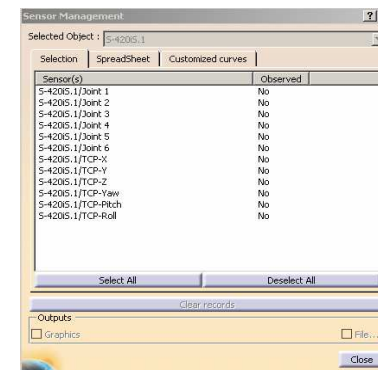 Sensor Management ?
Selected Object : S-420iS.1
Selection SpreadSheet Customized curves
Sensor(s) Observed
S-420iS.1/Joint 1 No
S-420iS.1/Joint 2 No
S-420iS.1/Joint 3 No
S-420iS.1/Joint 4 No
S-420iS.1/Joint 5 No
S-420iS.1/Joint 6 No
S-420iS.1/TCP-X No
S-420iS.1/TCP-Y No
S-420iS.1/TCP-Z No
S-420iS.1/TCP-Yaw No
S-420iS.1/TCP-Pitch No
S-420iS.1/TCP-Roll No
Select All Deselect All
Clear records
Outputs
Graphics File...
Close